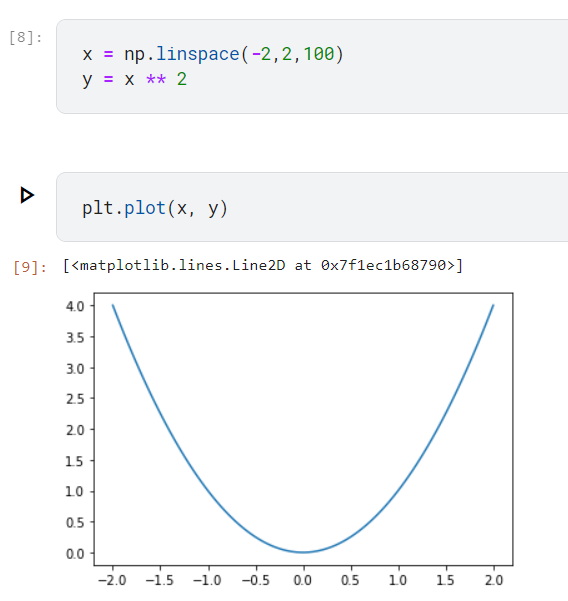 [8]:
x = np.linspace(-2,2,100)
y = x ** 2
plt.plot(x, y)
[9]: [<matplotlib.lines.Line2D at 0x7f1ec1b68790>]
4.0
3.5
3.0
2.5
2.0
1.5
1.0
0.5
0.0
−2.0 −1.5 −1.0 −0.5 0.0 0.5 1.0 1.5 2.0